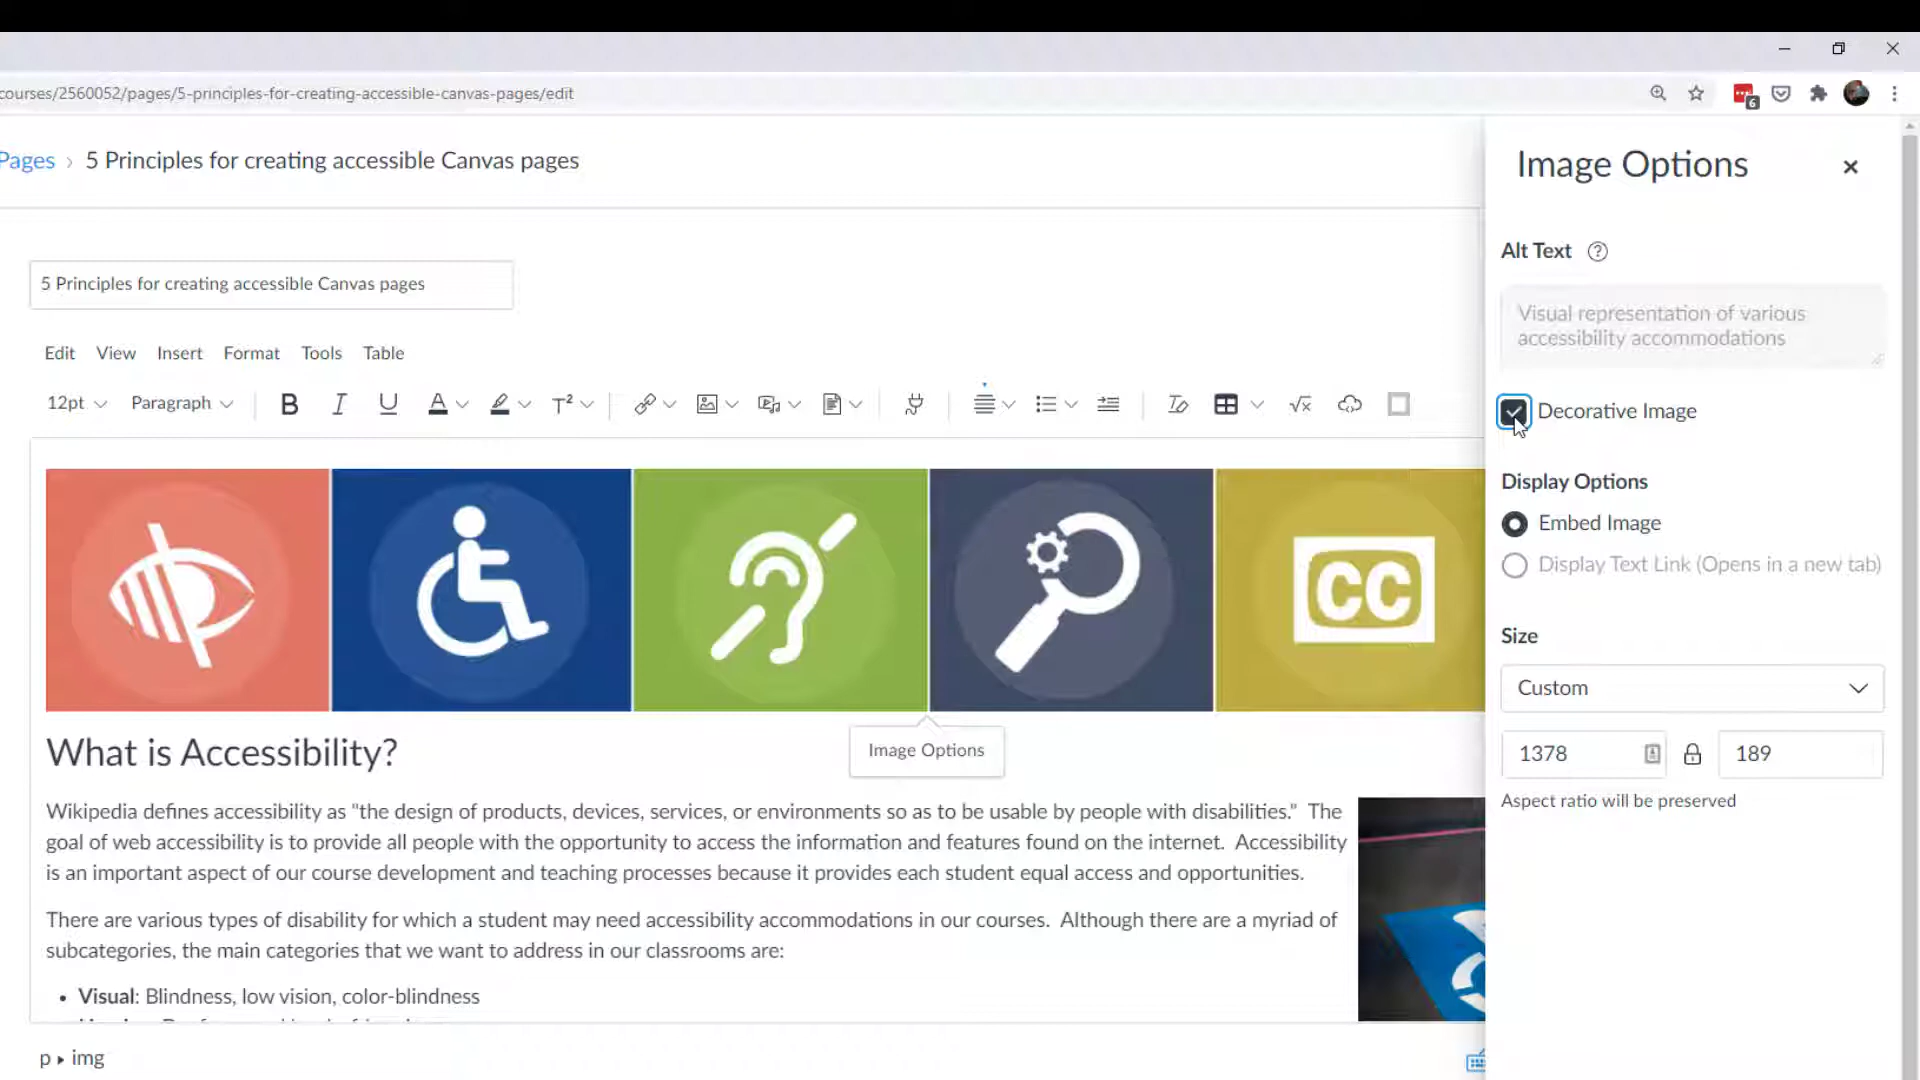 courses/2560052/pages/5-principles-for-creating-accessible-canvas-pages/edit
6
Pages › 5 Principles for creating accessible Canvas pages
5 Principles for creating accessible Canvas pages
Edit View Insert Format Tools Table
12pt Paragraph B I U A T²
CC
Image Options
What is Accessibility?
Wikipedia defines accessibility as "the design of products, devices, services, or environments so as to be usable by people with disabilities." The
goal of web accessibility is to provide all people with the opportunity to access the information and features found on the internet. Accessibility
is an important aspect of our course development and teaching processes because it provides each student equal access and opportunities.
There are various types of disability for which a student may need accessibility accommodations in our courses. Although there are a myriad of
subcategories, the main categories that we want to address in our classrooms are:
• Visual: Blindness, low vision, color-blindness
p ▸ img
Image Options
Alt Text ?
Visual representation of various
accessibility accommodations
Decorative Image
Display Options
Embed Image
Display Text Link (Opens in a new tab)
Size
Custom
1378 189
Aspect ratio will be preserved